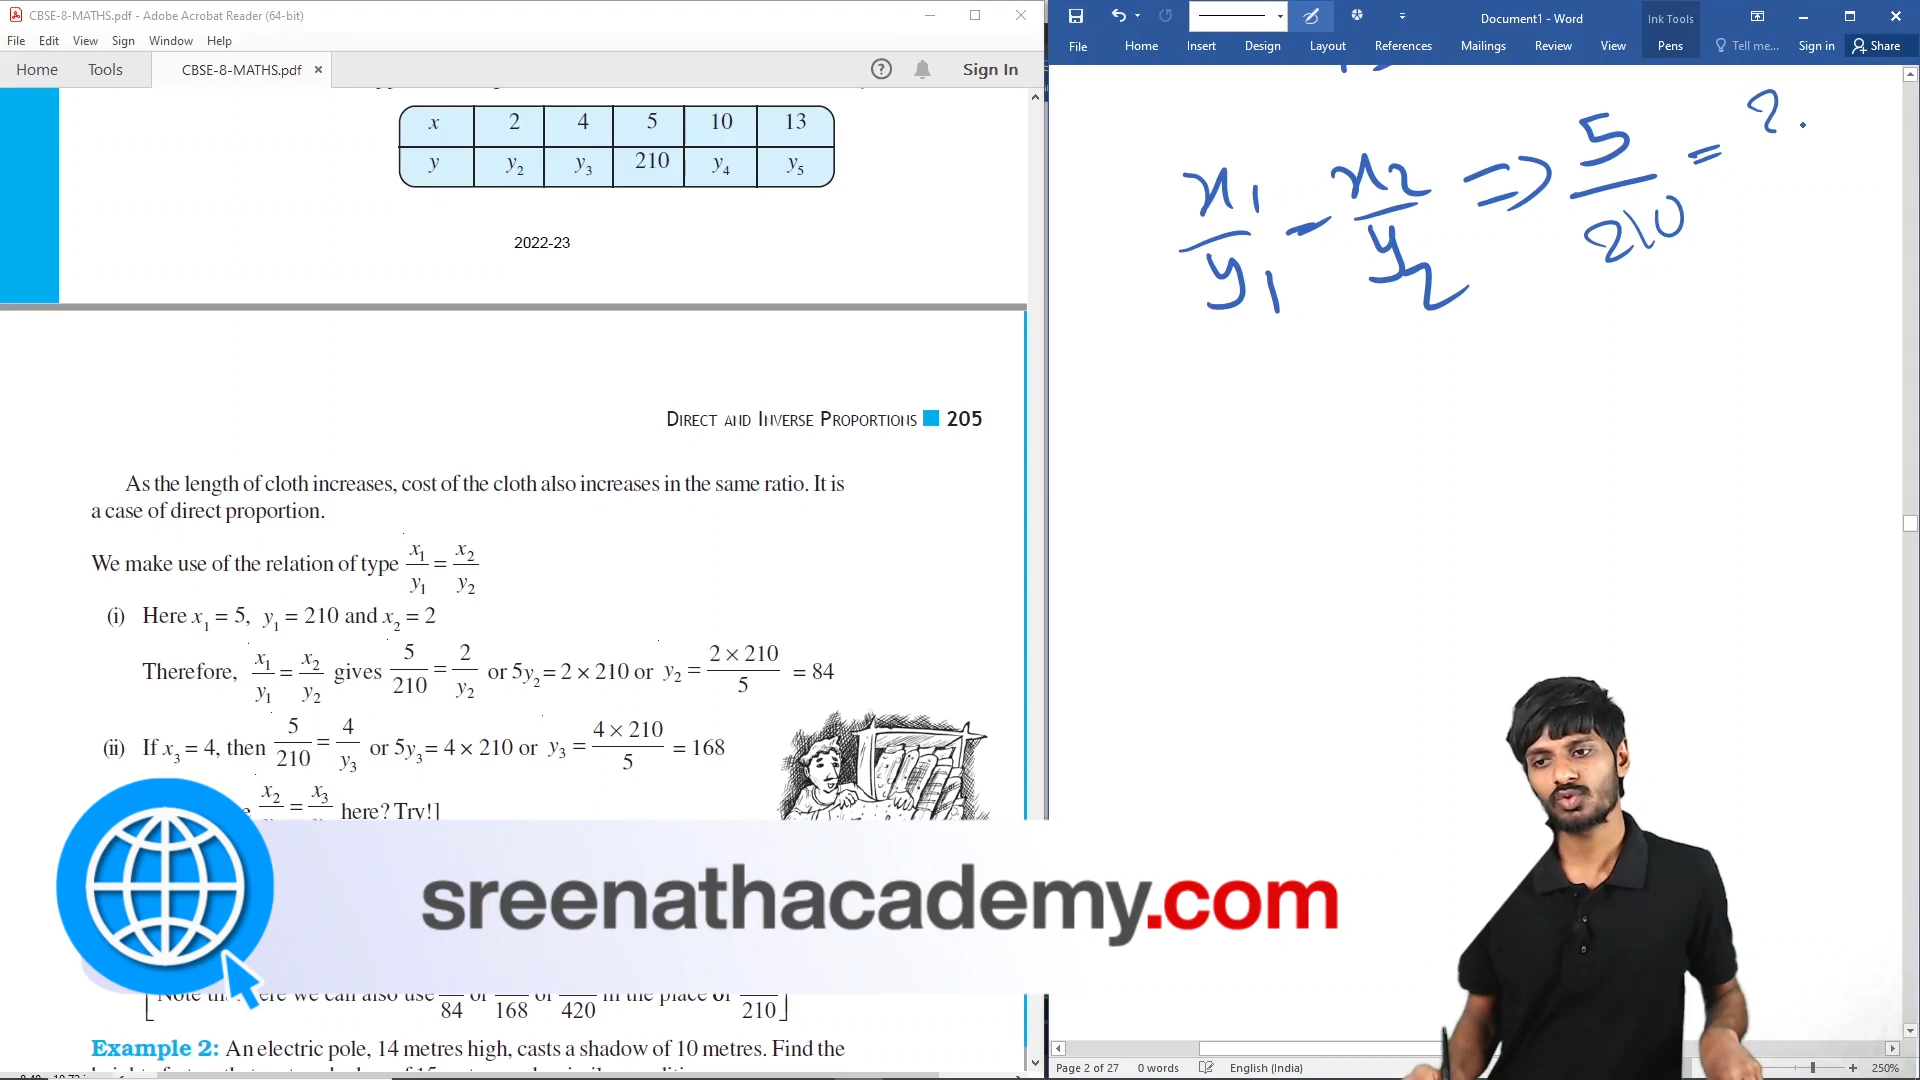 CBSE-8-MATHS.pdf - Adobe Acrobat Reader (64-bit)
File Edit View Sign Window Help
Home Tools CBSE-8-MATHS.pdf × Sign In
x 2 4 5 10 13
y y2 y3 210 y4 y5
2022-23
DIRECT AND INVERSE PROPORTIONS 205
As the length of cloth increases, cost of the cloth also increases in the same ratio. It is
a case of direct proportion.
We make use of the relation of type x1/y1 = x2/y2
(i) Here x1 = 5, y1 = 210 and x2 = 2
Therefore, x1/y1 = x2/y2 gives 5/210 = 2/y2 or 5y2 = 2 × 210 or y2 = 2 × 210/5 = 84
(ii) If x3 = 4, then 5/210 = 4/y3 or 5y3 = 4 × 210 or y3 = 4 × 210/5 = 168
x2 = x3 here? Try!]
sreenathacademy.com
84 or 168 or 420 in the place of 210]
Example 2: An electric pole, 14 metres high, casts a shadow of 10 metres. Find the
Document1 - Word
Ink Tools
File Home Insert Design Layout References Mailings Review View Pens Tell me... Sign in Share
x1/y1 - x2/y2 => 5/210 = 2
Page 2 of 27 0 words English (India) 250%